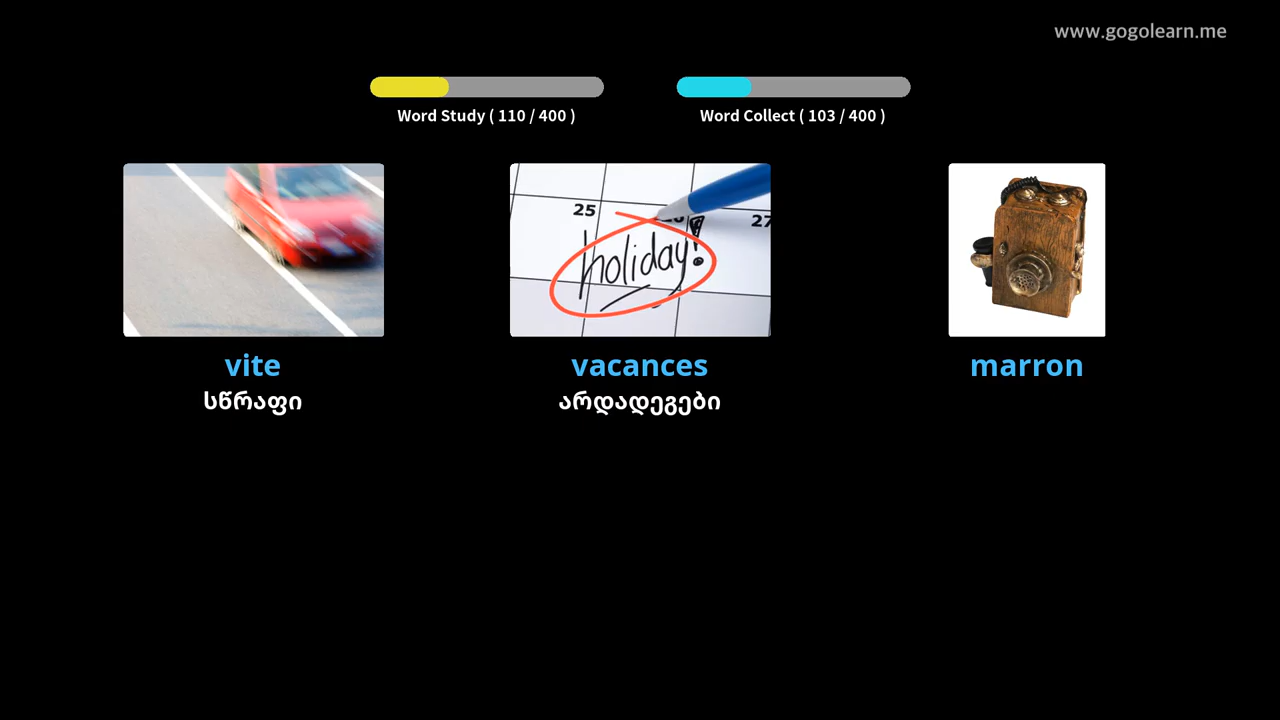 www.gogolearn.me
Word Study ( 110 / 400 )
Word Collect ( 103 / 400 )
25
27
holiday!
vite
vacances
marron
სწრაფი
არდადეგები